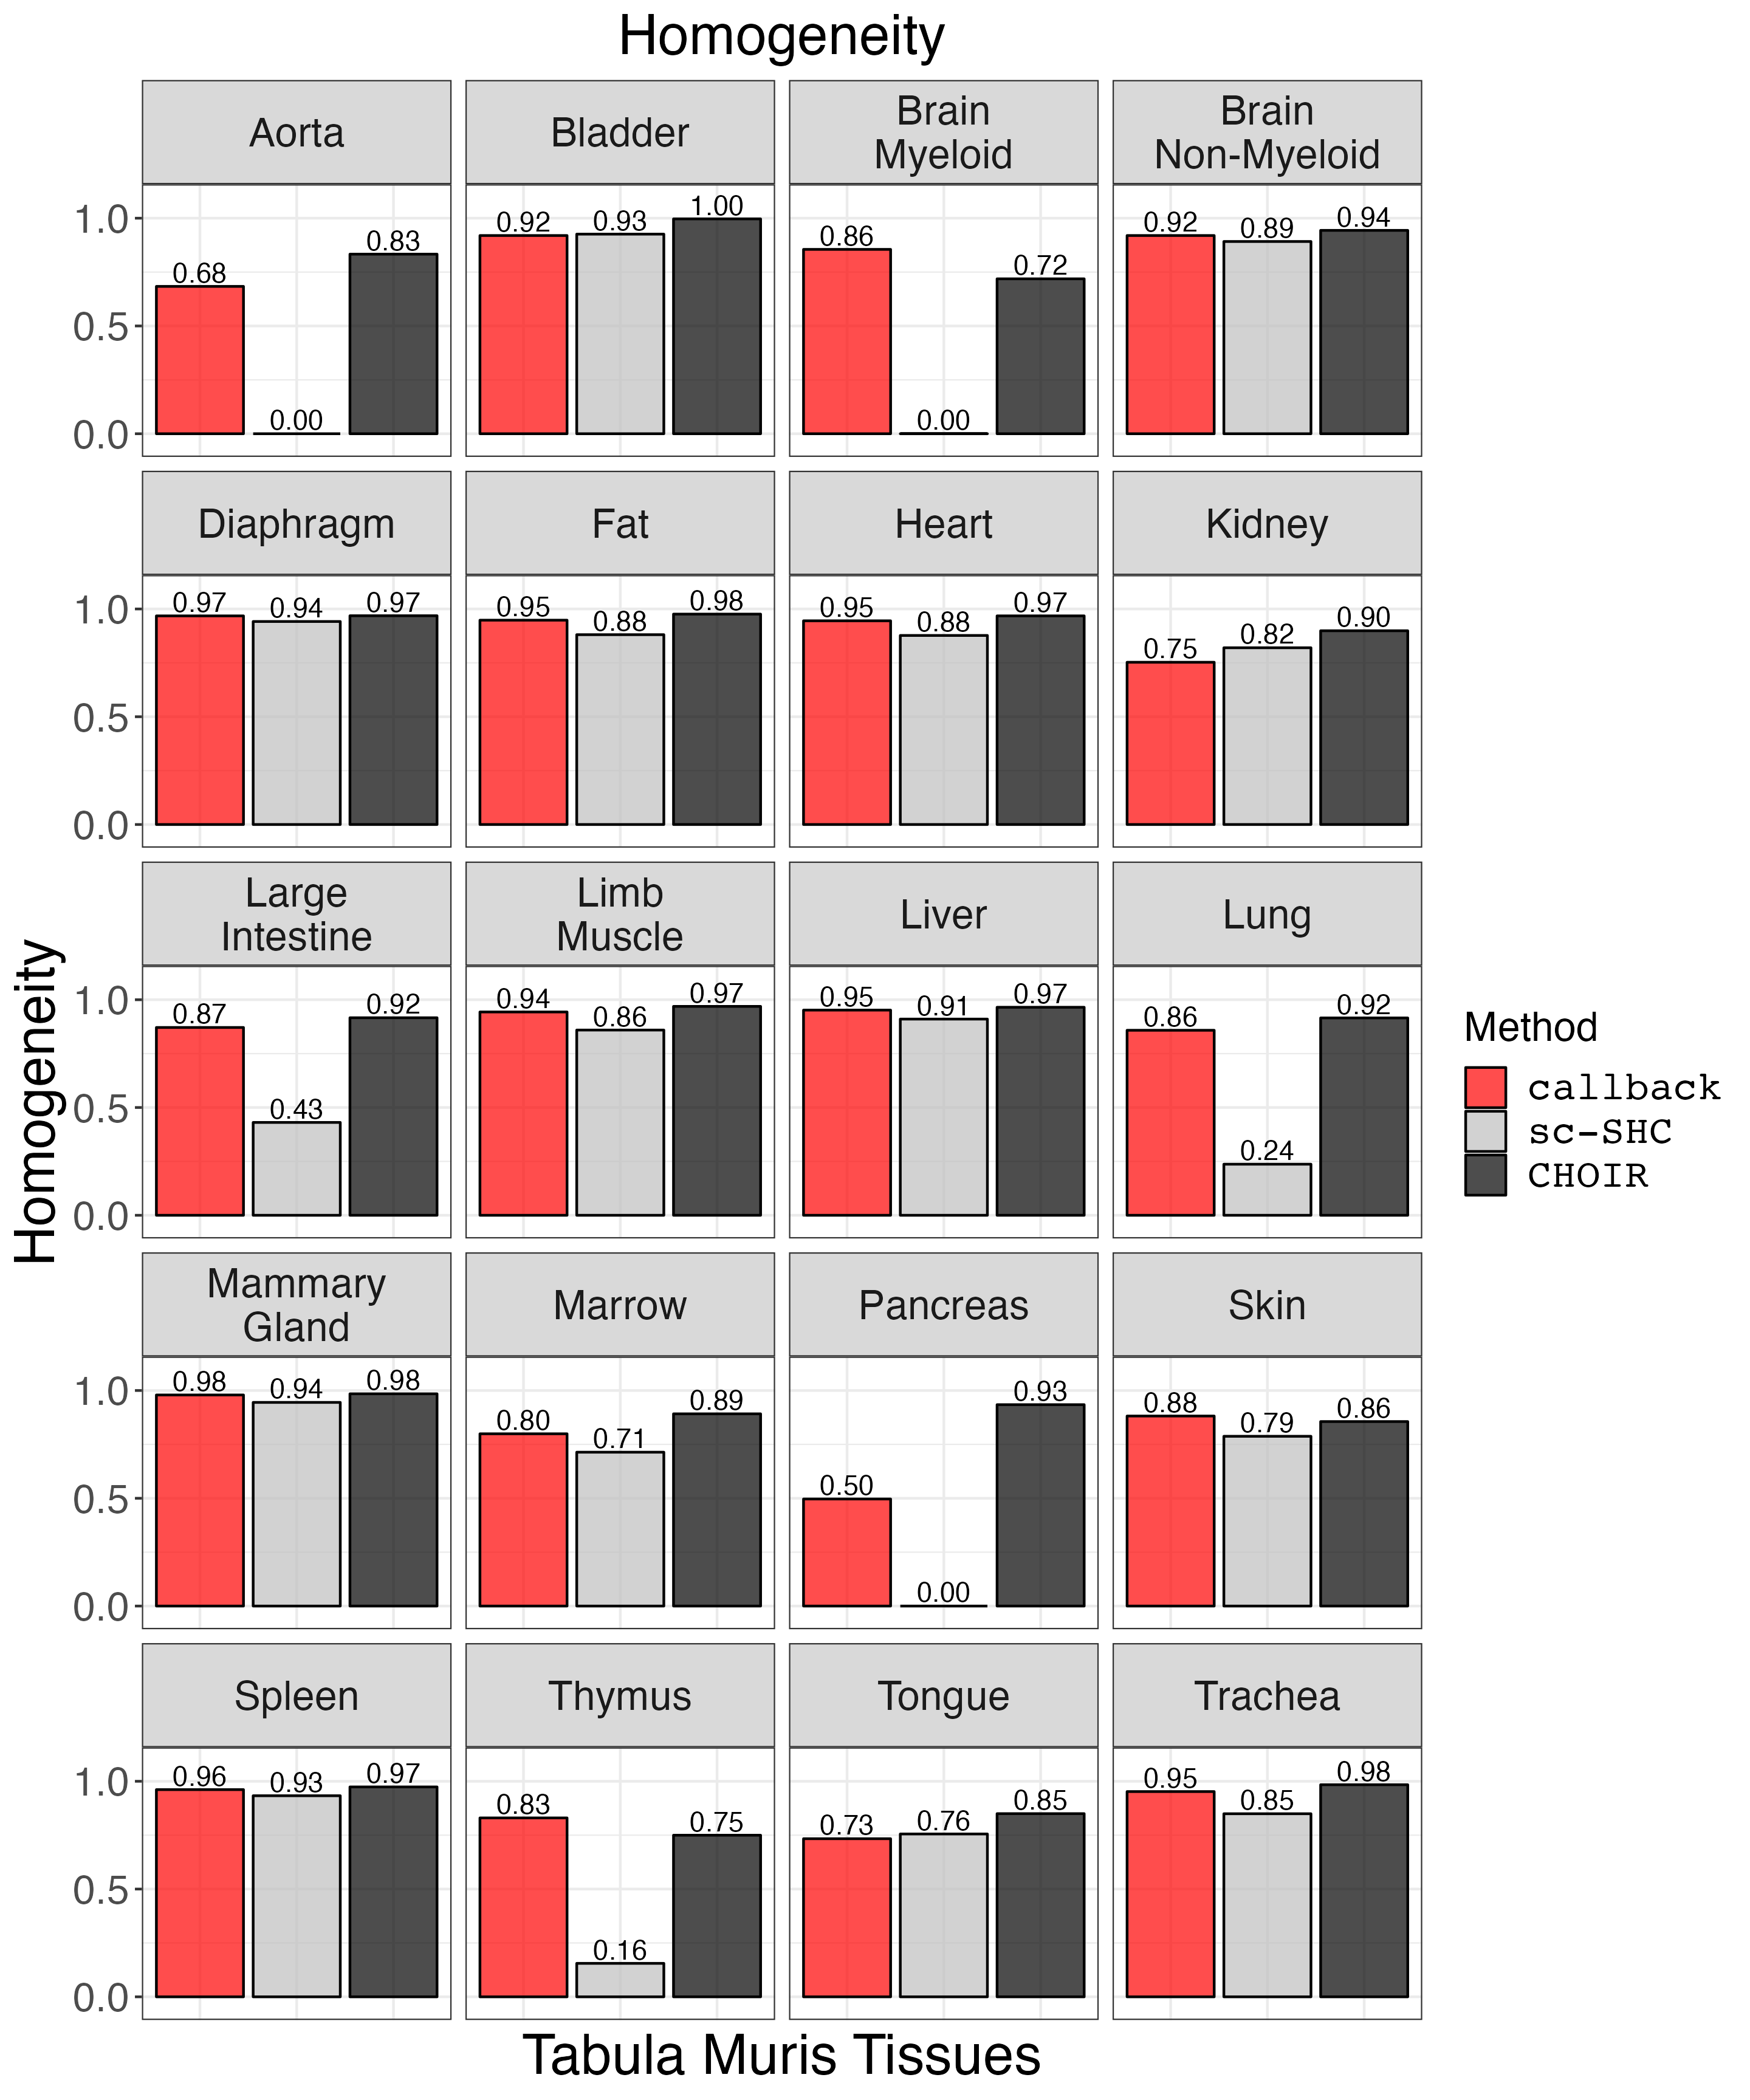 Homogeneity
Aorta
Bladder
Brain
Myeloid
Brain
Non-Myeloid
1.0
0.5
0.0
0.68
0.00
0.83
0.92
0.93
1.00
0.86
0.00
0.72
0.92
0.89
0.94
Diaphragm
Fat
Heart
Kidney
1.0
0.5
0.0
0.97
0.94
0.97
0.95
0.88
0.98
0.95
0.88
0.97
0.75
0.82
0.90
Large
Intestine
Limb
Muscle
Liver
Lung
1.0
0.5
0.0
0.87
0.43
0.92
0.94
0.86
0.97
0.95
0.91
0.97
0.86
0.24
0.92
Mammary
Gland
Marrow
Pancreas
Skin
1.0
0.5
0.0
0.98
0.94
0.98
0.80
0.71
0.89
0.50
0.00
0.93
0.88
0.79
0.86
Spleen
Thymus
Tongue
Trachea
1.0
0.5
0.0
0.96
0.93
0.97
0.83
0.16
0.75
0.73
0.76
0.85
0.95
0.85
0.98
Homogeneity
Tabula Muris Tissues
Method
callback
sc-SHC
CHOIR